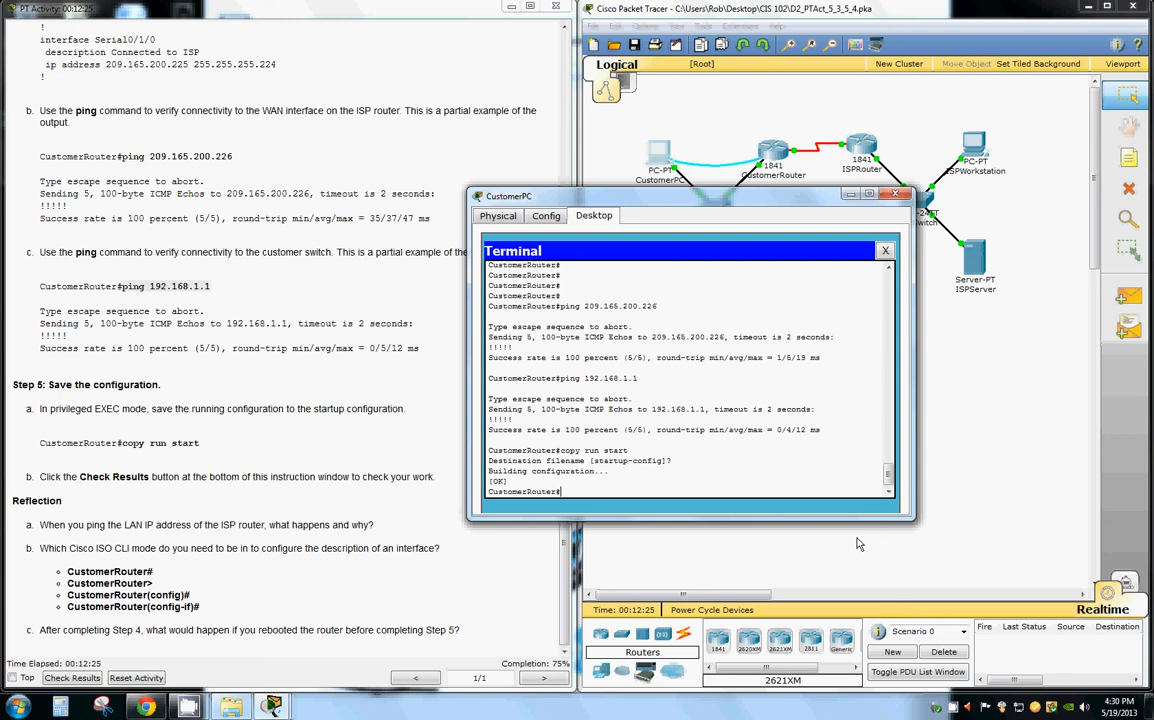 PT Activity: 00:12:25
!
interface Serial0/1/0
description Connected to ISP
ip address 209.165.200.225 255.255.255.224
!
b. Use the ping command to verify connectivity to the WAN interface on the ISP router. This is a partial example of the
output.
CustomerRouter#ping 209.165.200.226
Type escape sequence to abort.
Sending 5, 100-byte ICMP Echos to 209.165.200.226, timeout is 2 seconds:
!!!!!
Success rate is 100 percent (5/5), round-trip min/avg/max = 35/37/47 ms
c. Use the ping command to verify connectivity to the customer switch. This is a partial example of the
CustomerRouter#ping 192.168.1.1
Type escape sequence to abort.
Sending 5, 100-byte ICMP Echos to 192.168.1.1, timeout is 2 seconds:
!!!!!
Success rate is 100 percent (5/5), round-trip min/avg/max = 0/5/12 ms
Step 5: Save the configuration.
a. In privileged EXEC mode, save the running configuration to the startup configuration.
CustomerRouter#copy run start
b. Click the Check Results button at the bottom of this instruction window to check your work.
Reflection
a. When you ping the LAN IP address of the ISP router, what happens and why?
b. Which Cisco ISO CLI mode do you need to be in to configure the description of an interface?
CustomerRouter#
CustomerRouter>
CustomerRouter(config)#
CustomerRouter(config-if)#
c. After completing Step 4, what would happen if you rebooted the router before completing Step 5?
Time Elapsed: 00:12:25
Completion: 75%
Top
Check Results
Reset Activity
<
1/1
>
Cisco Packet Tracer - C:\Users\Rob\Desktop\CIS 102\D2_PTAct_5_3_5_4.pka
Logical
[Root]
New Cluster
Move Object
Set Tiled Background
Viewport
PC-PT
CustomerPC
1841
CustomerRouter
1841
ISPRouter
PC-PT
ISPWorkstation
Server-PT
ISPServer
CustomerPC
Physical
Config
Desktop
Terminal
X
CustomerRouter#
CustomerRouter#
CustomerRouter#
CustomerRouter#
CustomerRouter#ping 209.165.200.226
Type escape sequence to abort.
Sending 5, 100-byte ICMP Echos to 209.165.200.226, timeout is 2 seconds:
!!!!!
Success rate is 100 percent (5/5), round-trip min/avg/max = 1/5/19 ms
CustomerRouter#ping 192.168.1.1
Type escape sequence to abort.
Sending 5, 100-byte ICMP Echos to 192.168.1.1, timeout is 2 seconds:
!!!!!
Success rate is 100 percent (5/5), round-trip min/avg/max = 0/4/12 ms
CustomerRouter#copy run start
Destination filename [startup-config]?
Building configuration...
[OK]
CustomerRouter#
Time: 00:12:25
Power Cycle Devices
Realtime
Routers
1841
2620XM
2621XM
2811
Generic
2621XM
Scenario 0
New
Delete
Toggle PDU List Window
Fire
Last Status
Source
Destination
4:30 PM
5/19/2013